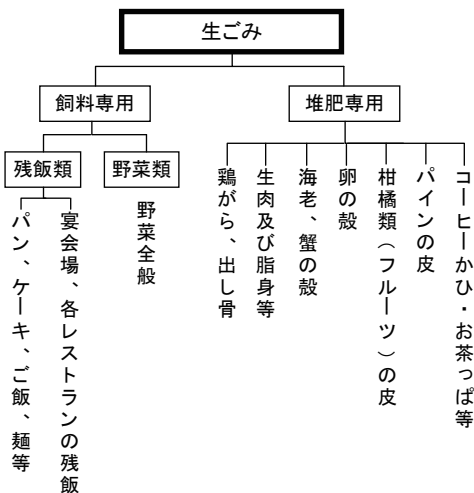 生ごみ
飼料専用
堆肥専用
残飯類
野菜類
パン、ケーキ、ご飯、麺等
宴会場、各レストランの残飯
野菜全般
鶏がら、出し骨
生肉及び脂身等
海老、蟹の殻
卵の殻
柑橘類（フルーツ）の皮
パインの皮
コーヒーかひ・お茶っぱ等